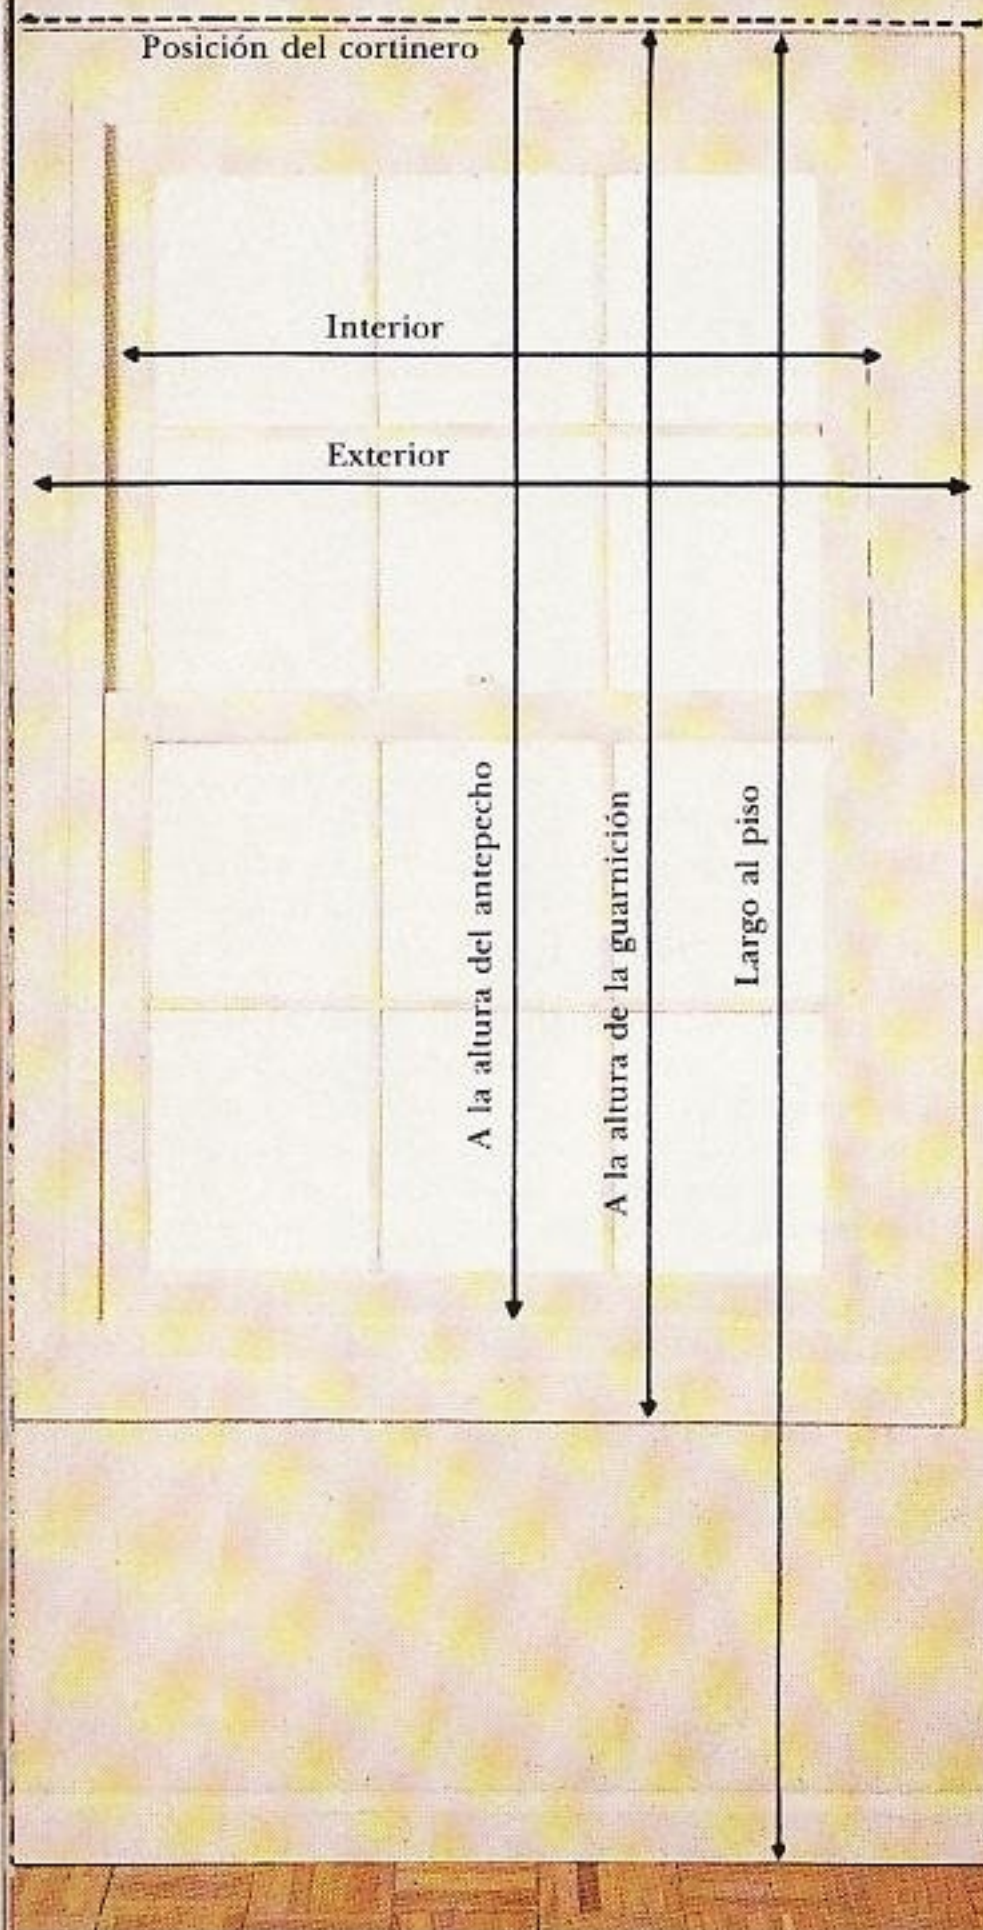 Posición del cortinero
Interior
Exterior
A la altura del antepecho
A la altura de la guarnición
Largo al piso